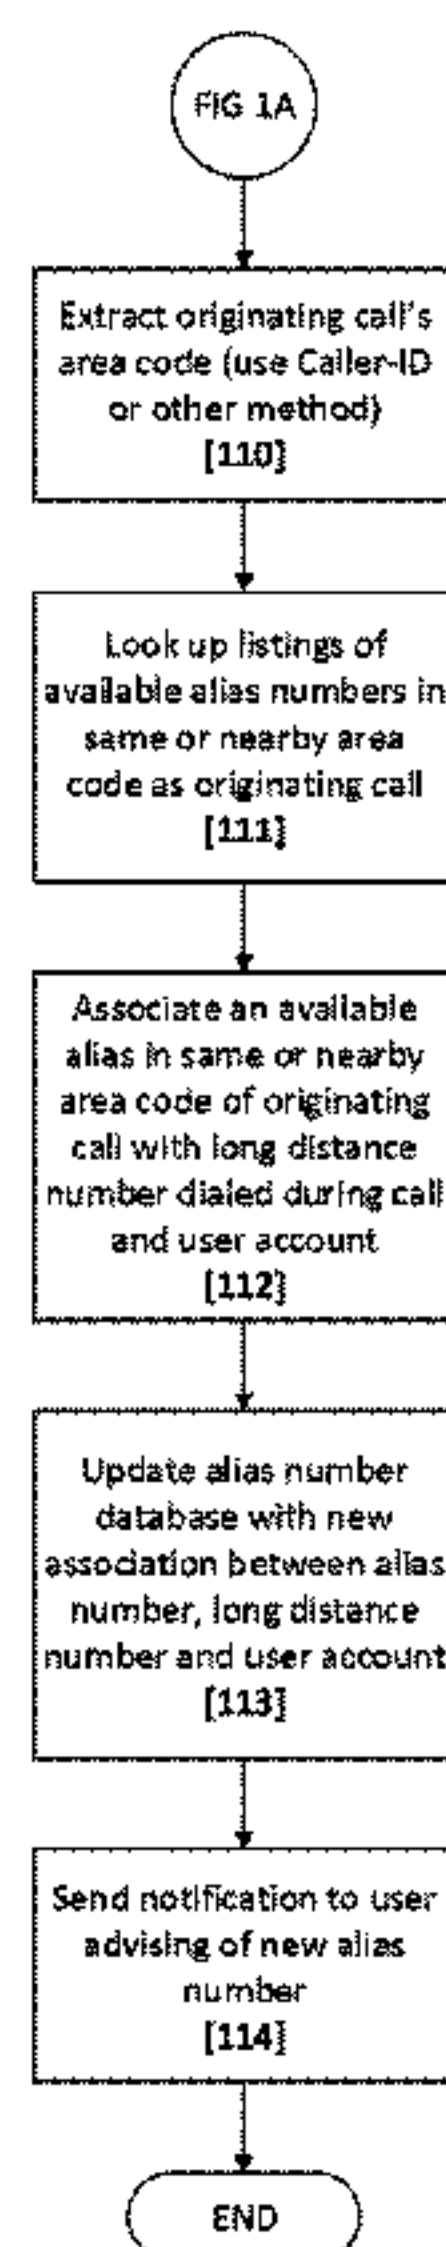 FIG 1A
Extract originating call's
area code (use Caller-ID
or other method)
[110]
Look up listings of
available alias numbers in
same or nearby area
code as originating call
[111]
Associate an available
alias in same or nearby
area code of originating
call with long distance
number dialed during call
and user account
[112]
Update alias number
database with new
association between alias
number, long distance
number and user account
[113]
Send notification to user
advising of new alias
number
[114]
END